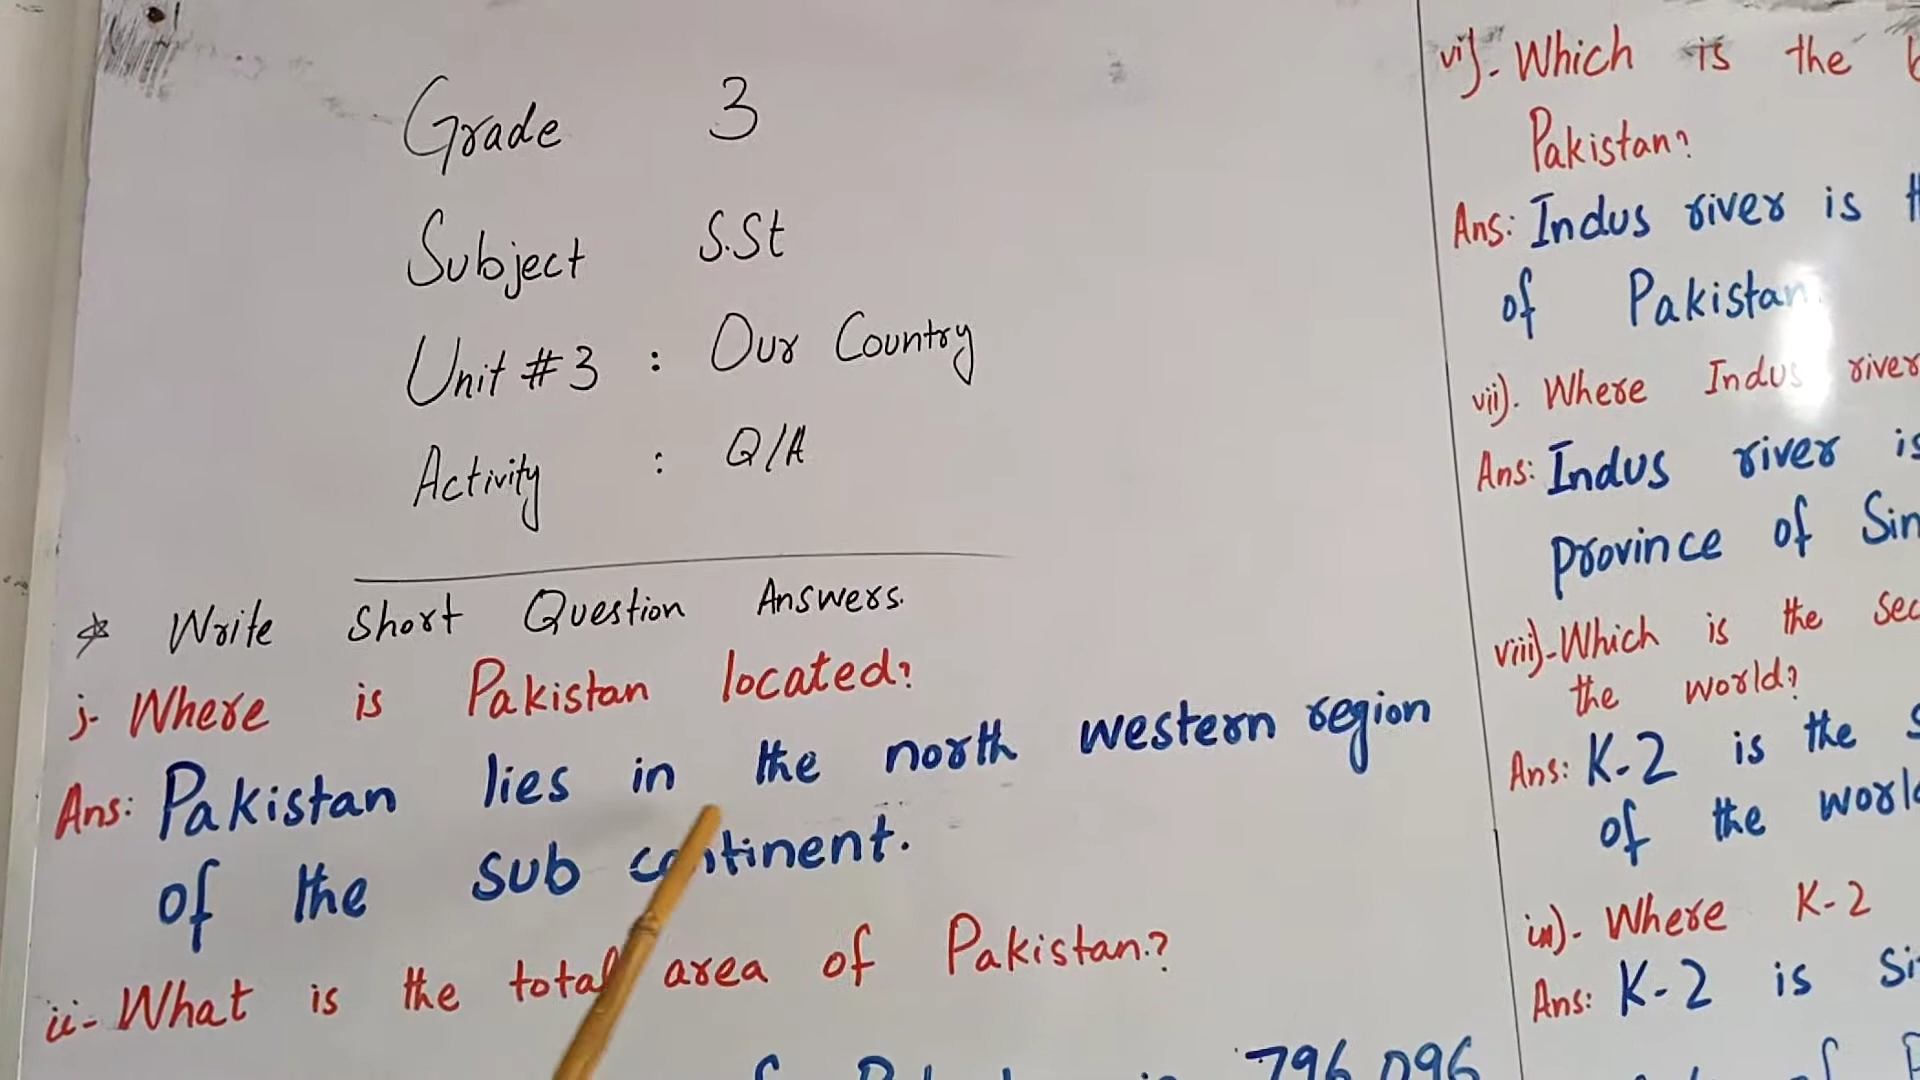 Grade 3
Subject S.St
Unit # 3 : Our Country
Activity : Q/A
* Write Short Question Answers.
i- Where is Pakistan located?
Ans: Pakistan lies in the north western region
of the sub continent.
ii- What is the total area of Pakistan.?
796,096
vi). Which is the
Pakistan?
Ans: Indus river is
of Pakistan
vii). Where Indus river
Ans: Indus river is
province of
viii)- Which is the
the world?
Ans: K-2 is the
of the
ix)- Where K-2
Ans: K-2 is